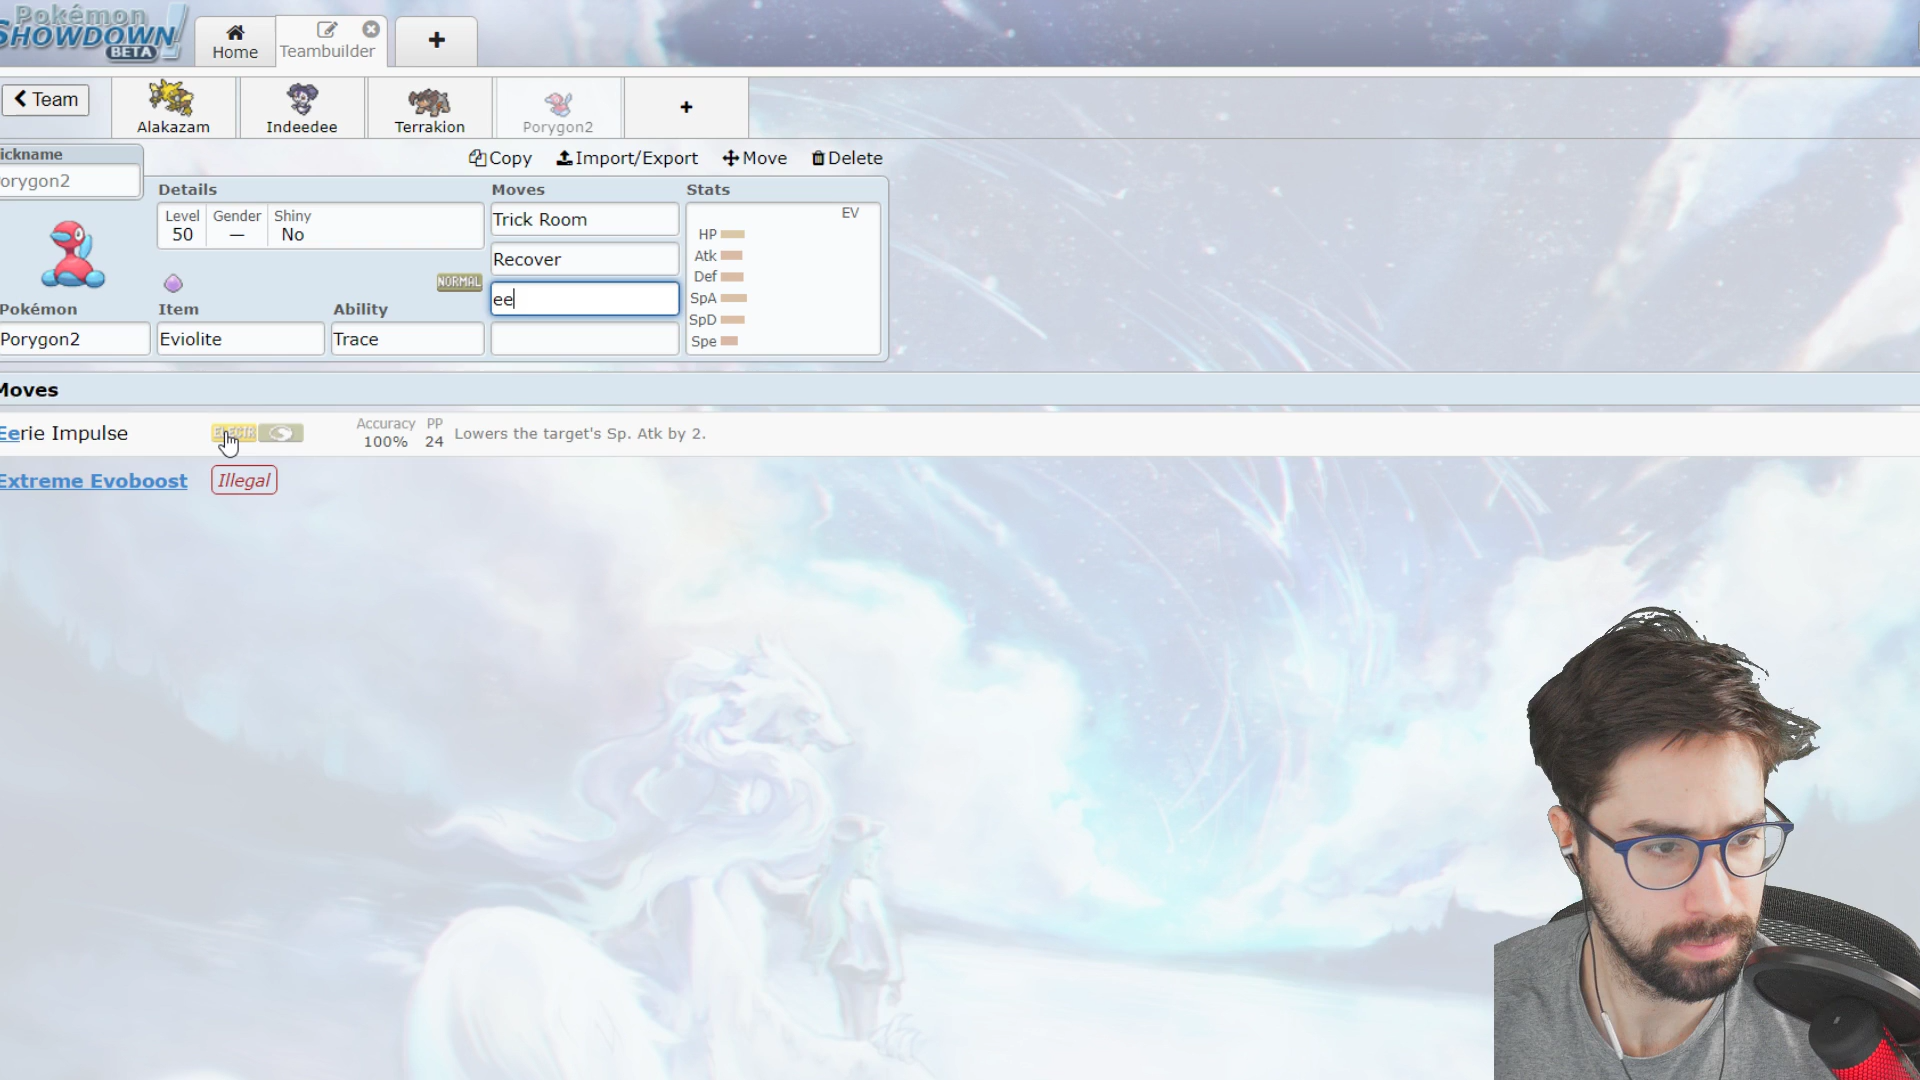 Pokémon
SHOWDOWN!
BETA
Home
Teambuilder
+
Team
Alakazam
Indeedee
Terrakion
Porygon2
+
ickname
orygon2
Copy
Import/Export
Move
Delete
Details
Level
50
Gender
—
Shiny
No
NORMAL
Pokémon
Porygon2
Item
Eviolite
Ability
Trace
Moves
Trick Room
Recover
ee
Stats
EV
HP
Atk
Def
SpA
SpD
Spe
Moves
Eerie Impulse
Accuracy
100%
PP
24
Lowers the target's Sp. Atk by 2.
Extreme Evoboost
Illegal